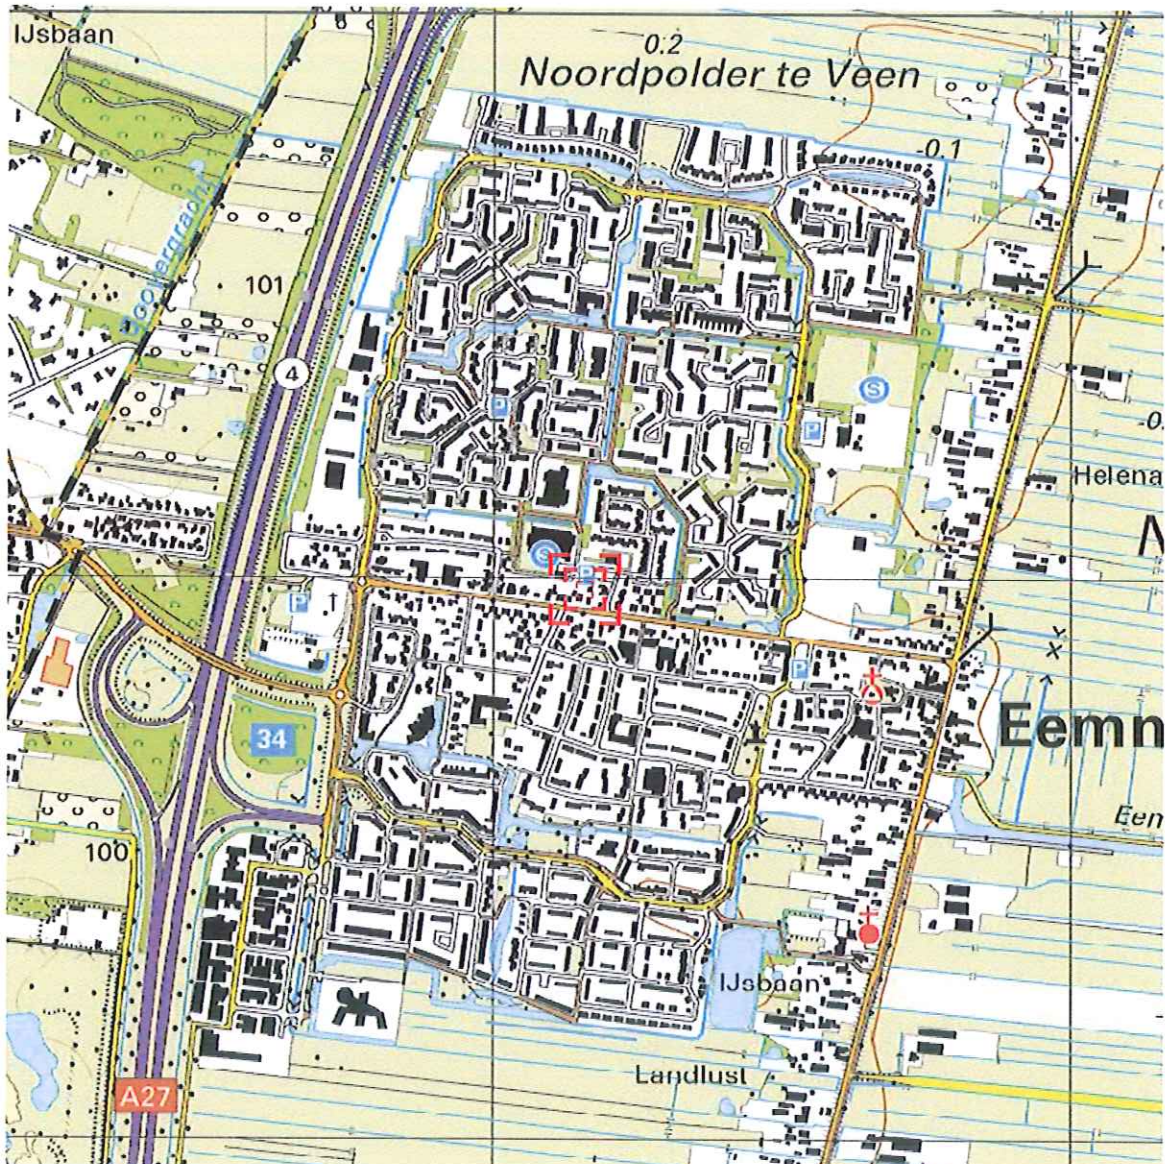 IJsbaan
0.2
Noordpolder te Veen
-0.1
101
4
S
P
P
Helena
S
P
P
P
34
Eemn
Een
100
IJsbaan
Landlust
A27